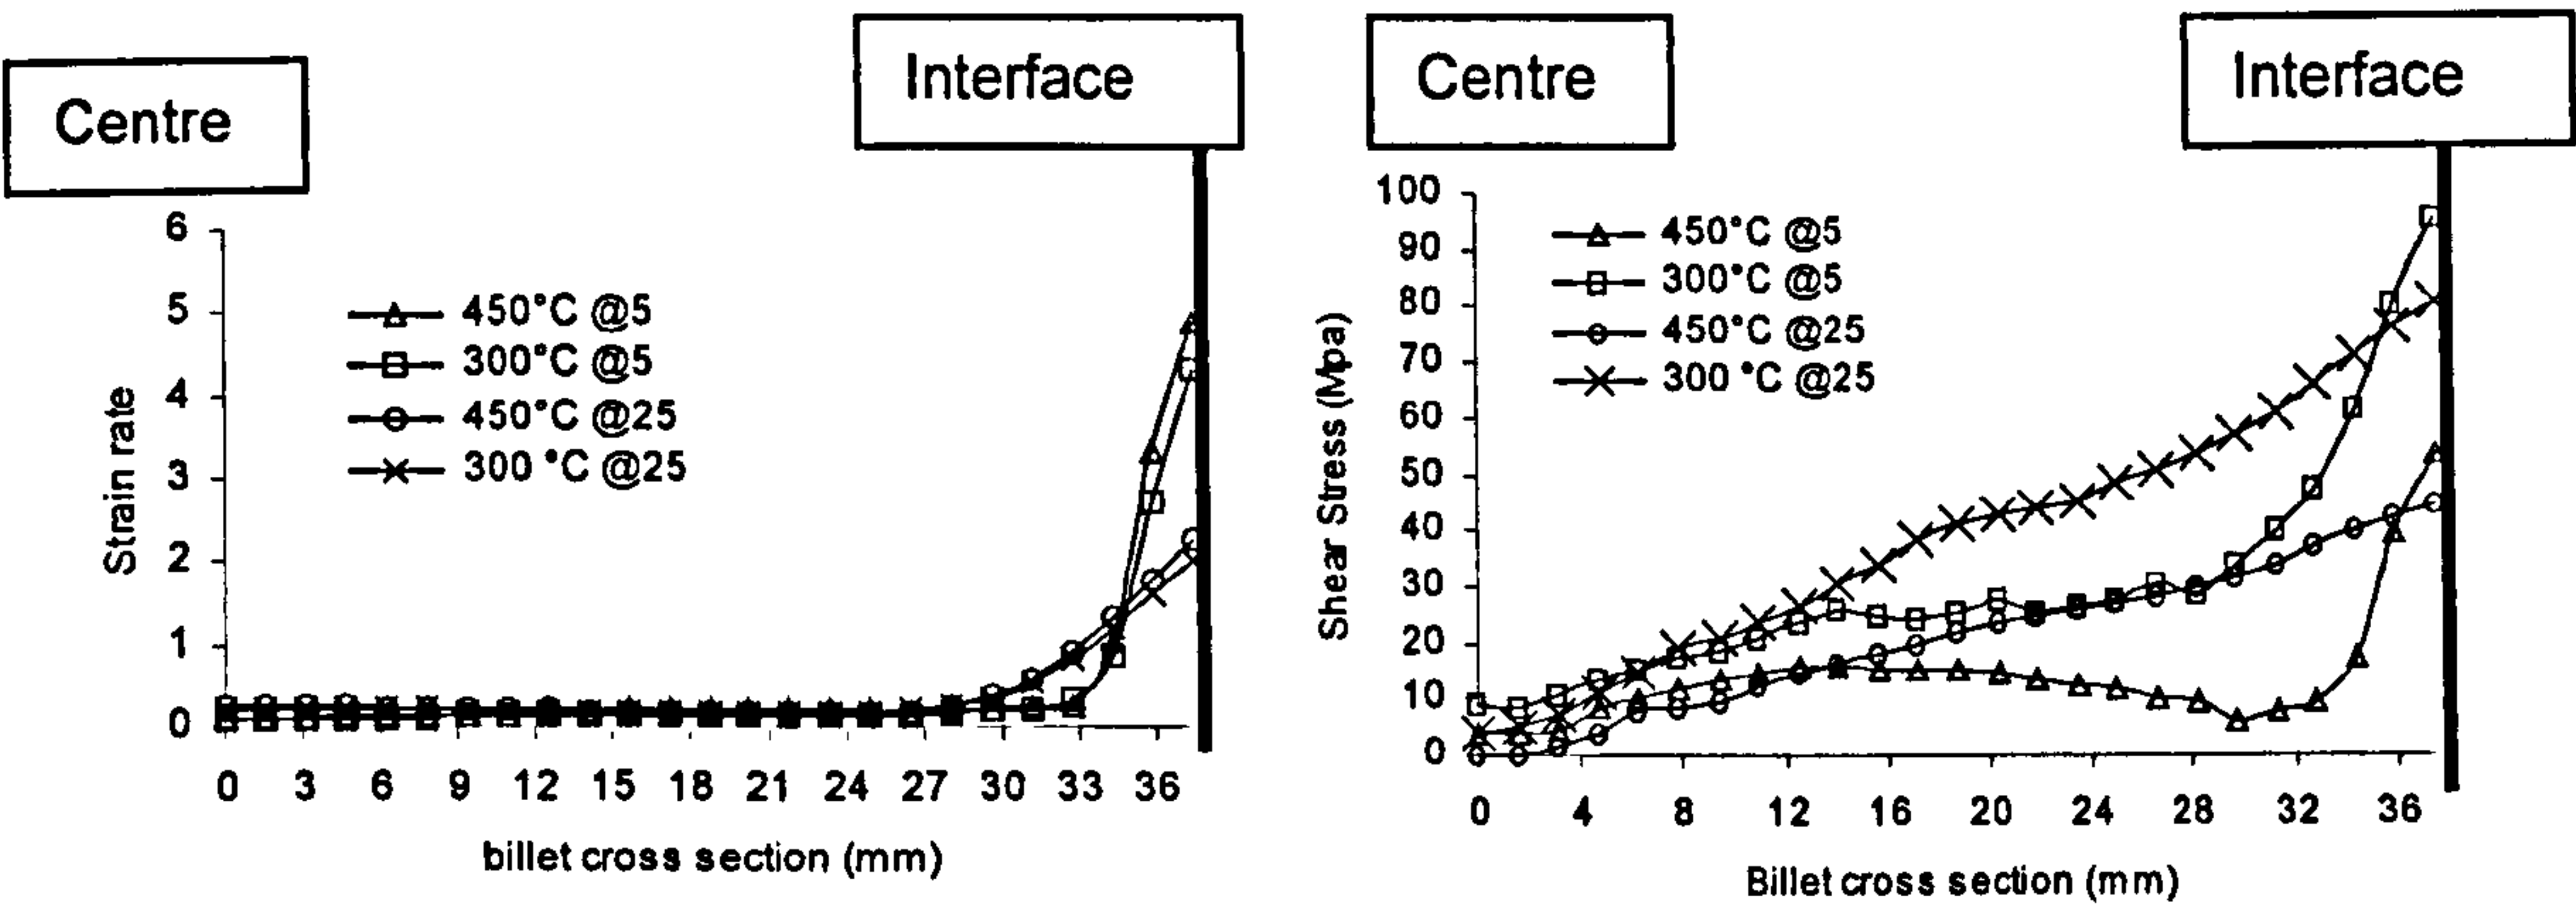 Centre
Interface
6
5
4
3
2
1
0
Strain rate
450°C @5
300°C @5
450°C @25
300 °C @25
0 3 6 9 12 15 18 21 24 27 30 33 36
billet cross section (mm)
Centre
Interface
100
90
80
70
60
50
40
30
20
10
0
Shear Stress (Mpa)
450°C @5
300°C @5
450°C @25
300 °C @25
0 4 8 12 16 20 24 28 32 36
Billet cross section (mm)